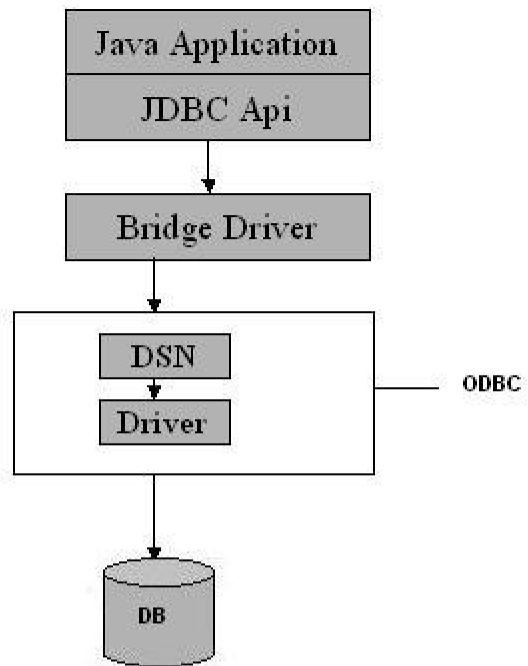 Java Application
JDBC Api
Bridge Driver
DSN
Driver
ODBC
DB